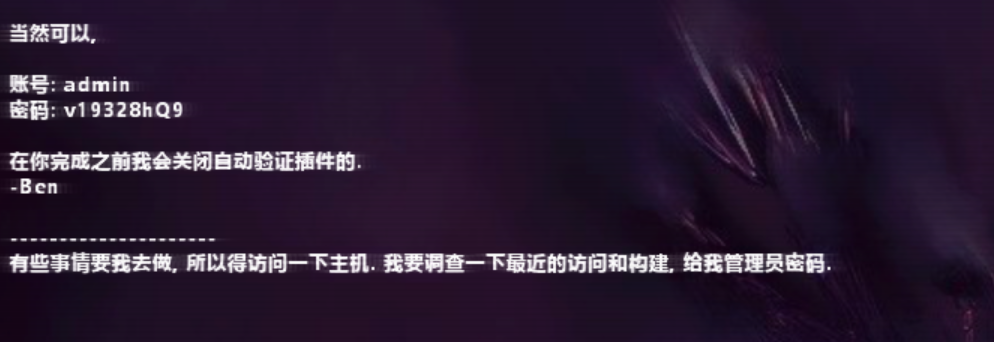 当然可以,
账号: admin
密码: v19328hQ9
在你完成之前我会关闭自动验证插件的.
-Ben
---------------------
有些事情要我去做, 所以得访问一下主机. 我要调查一下最近的访问和构建, 给我管理员密码.